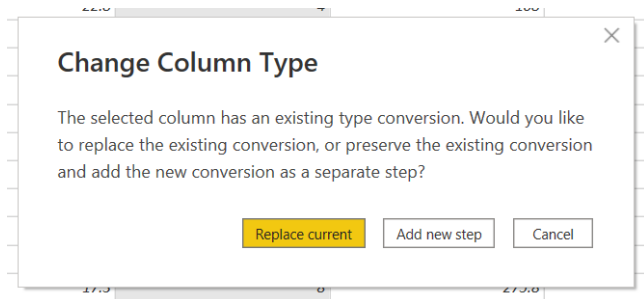 Change Column Type
The selected column has an existing type conversion. Would you like
to replace the existing conversion, or preserve the existing conversion
and add the new conversion as a separate step?
Replace current Add new step Cancel